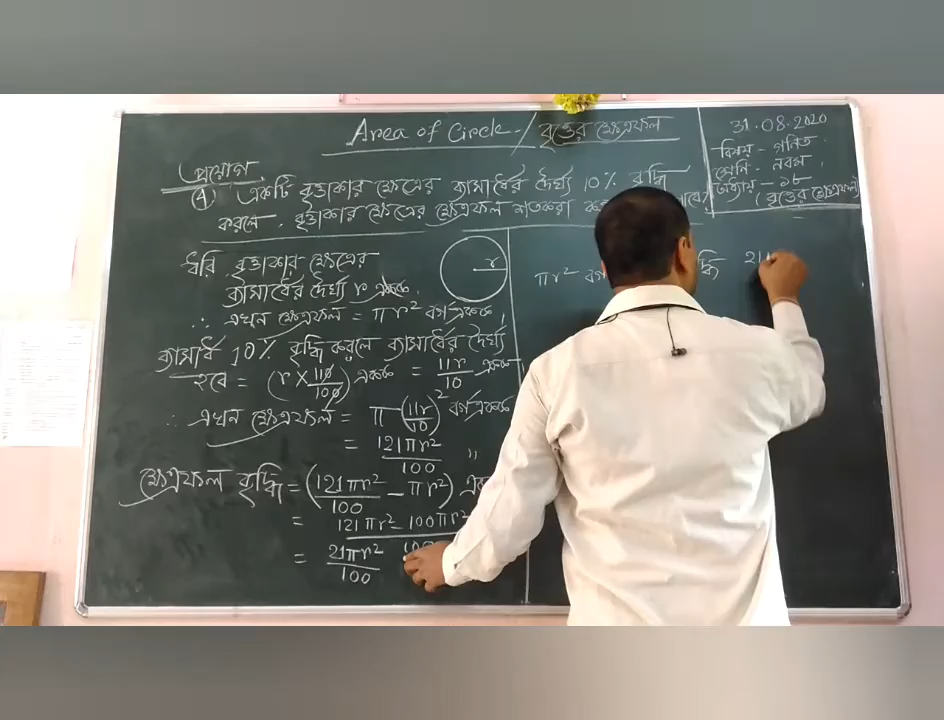 Area of Circle / বৃত্তের ক্ষেত্রফল
31.08.2020
বিষয় - গণিত
শ্রেণি - নবম
অধ্যায় - ১৮
(বৃত্তের ক্ষেত্রফল)
প্রয়োগ
4 একটি বৃত্তাকার ক্ষেত্রের ব্যাসার্ধের দৈর্ঘ্য 10% বৃদ্ধি
করলে বৃত্তাকার ক্ষেত্রের ক্ষেত্রফল শতকরা
ধরি বৃত্তাকার ক্ষেত্রের
ব্যাসার্ধের দৈর্ঘ্য r একক
r
∴ এখন ক্ষেত্রফল = πr² বর্গএকক
ব্যাসার্ধ 10% বৃদ্ধি করলে ব্যাসার্ধের দৈর্ঘ্য
হবে = (r × 110/100) একক = 11r/10 একক
∴ এখন ক্ষেত্রফল = π(11r/10)² বর্গএকক
= 121πr²/100 "
ক্ষেত্রফল বৃদ্ধি = (121πr²/100 - πr²)
= 121πr² - 100πr²
= 21πr²/100
πr²